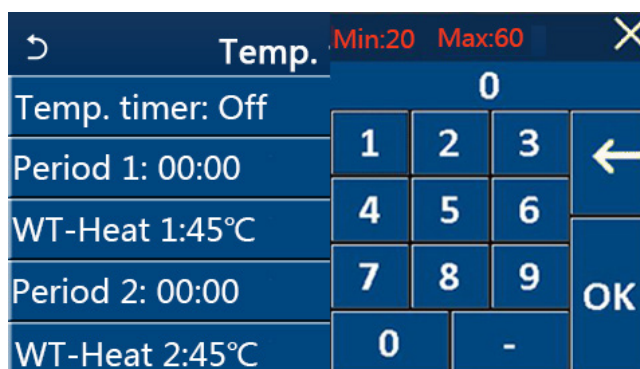 Temp.
Temp. timer: Off
Period 1: 00:00
WT-Heat 1:45℃
Period 2: 00:00
WT-Heat 2:45℃
Min:20 Max:60
0
1 2 3
4 5 6
7 8 9
OK
0 -